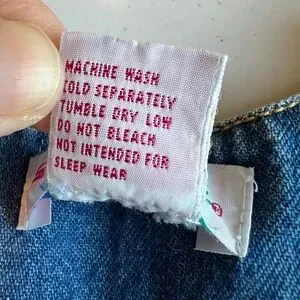 MACHINE WASH
COLD SEPARATELY
TUMBLE DRY LOW
DO NOT BLEACH
NOT INTENDED FOR
SLEEP WEAR